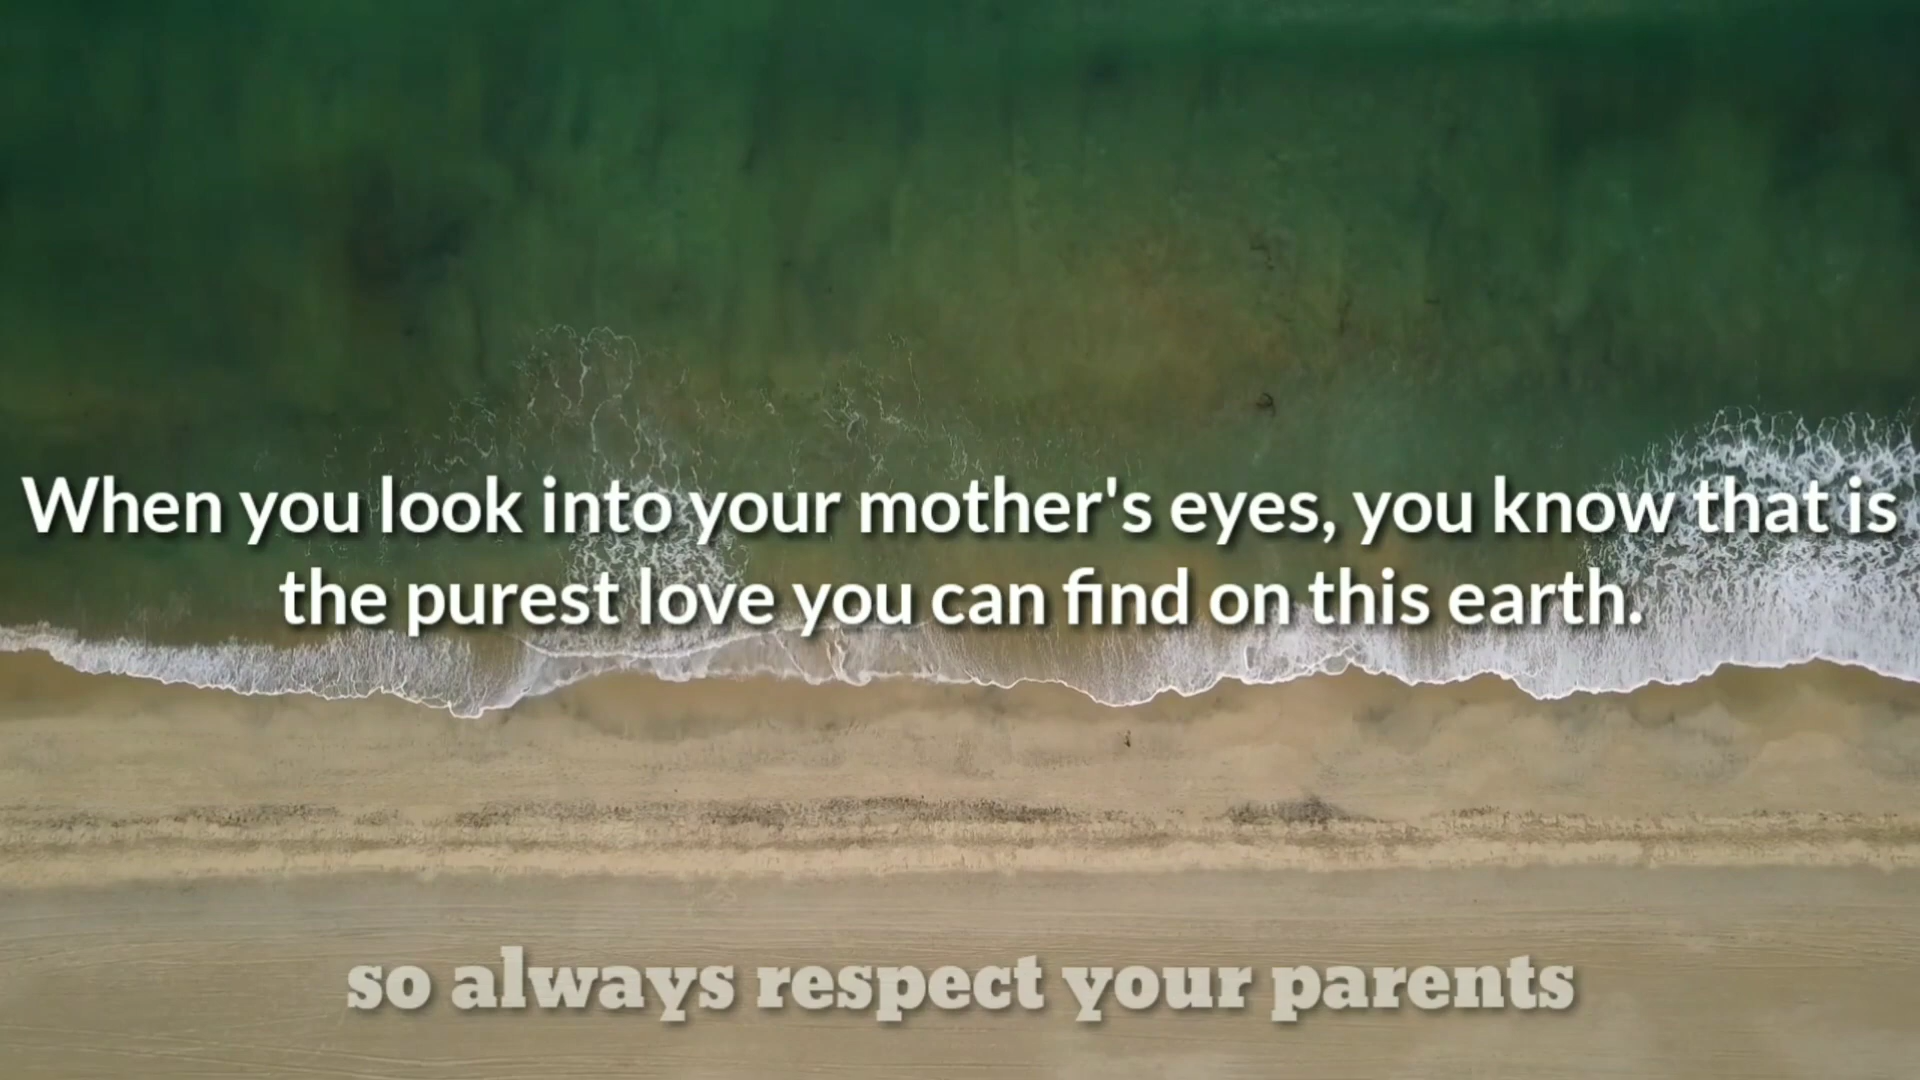 When you look into your mother's eyes, you know that is
the purest love you can find on this earth.
so always respect your parents